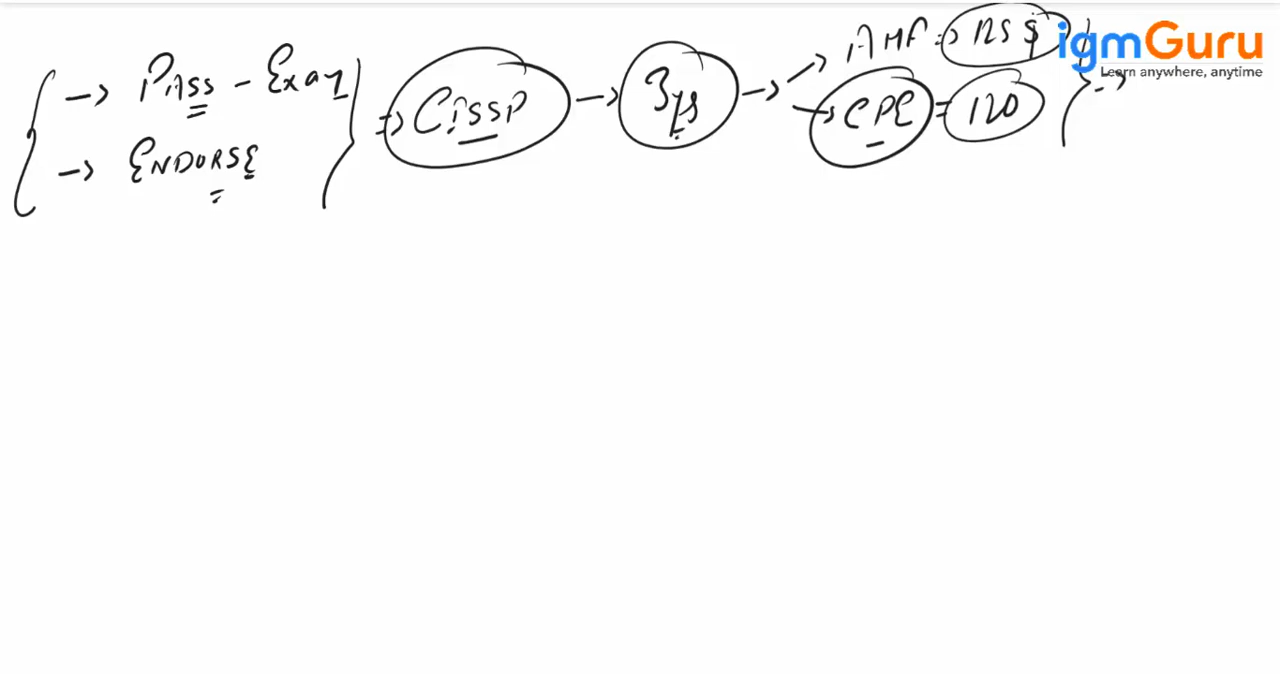 → PASS - Exam
→ ENDORSE
⇒ CISSP → 3 yrs →
→ AMF ⇒ 125 $
→ CPE = 120
igmGuru
Learn anywhere, anytime